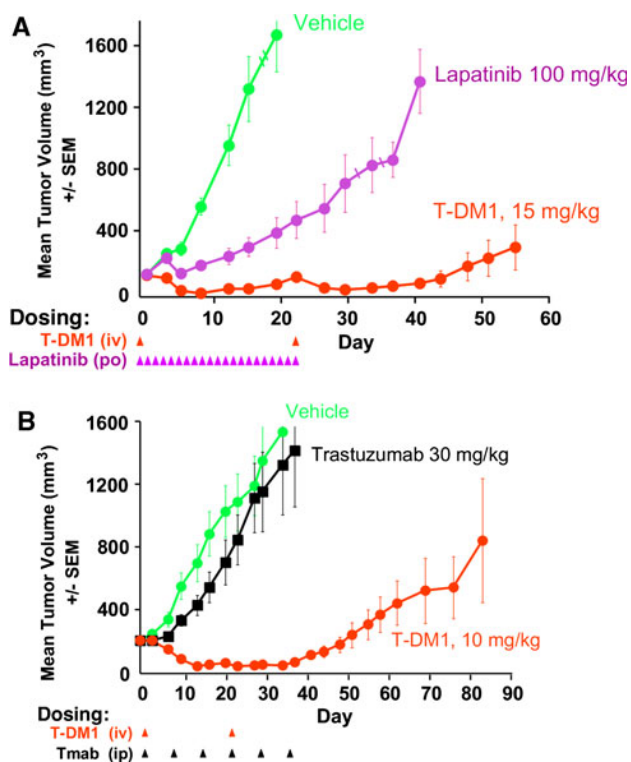 A
Vehicle
1600
Lapatinib 100 mg/kg
1200
Mean Tumor Volume (mm3)
+/- SEM
800
T-DM1, 15 mg/kg
400
0
0 10 20 30 40 50 60
Dosing:
Day
T-DM1 (iv)
Lapatinib (po)
B
Vehicle
1600
Trastuzumab 30 mg/kg
1200
Mean Tumor Volume (mm3)
+/- SEM
800
400
T-DM1, 10 mg/kg
0
0 10 20 30 40 50 60 70 80 90
Dosing:
Day
T-DM1 (iv)
Tmab (ip)